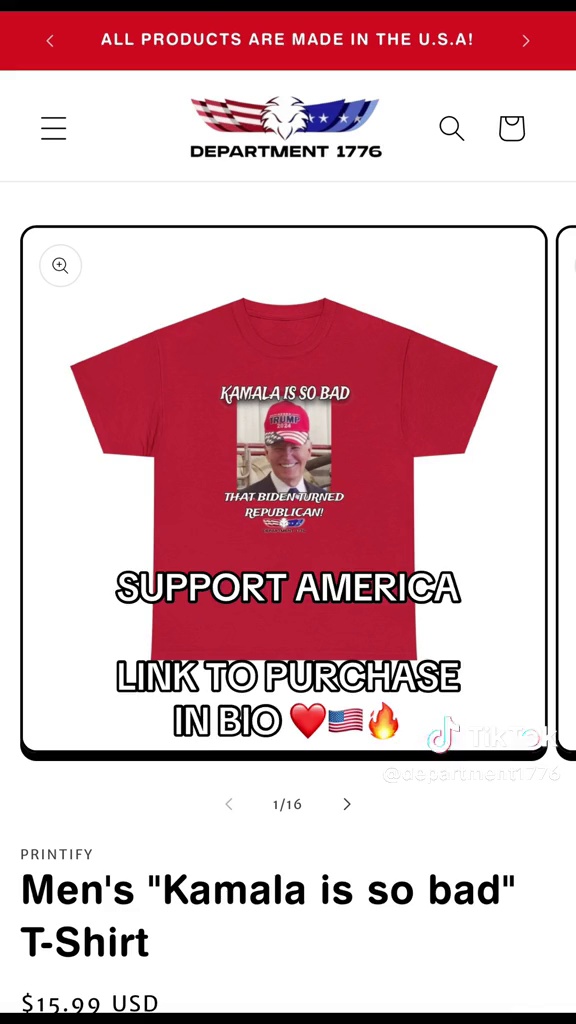 ALL PRODUCTS ARE MADE IN THE U.S.A!
DEPARTMENT 1776
KAMALA IS SO BAD
TRUMP
THAT BIDEN TURNED
REPUBLICAN!
SUPPORT AMERICA
LINK TO PURCHASE
IN BIO ❤️🇺🇸🔥
TikTok
@department1776
1/16
PRINTIFY
Men's "Kamala is so bad"
T-Shirt
$15.99 USD